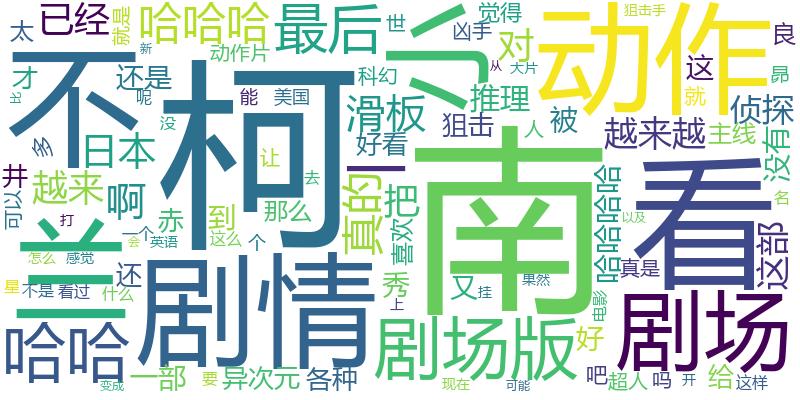 太
已经
就是
哈哈哈
最后
世
小
觉得
凶手
对
狙击手
动作
良
动作片
新
不
才
还是
呢
能
美国
科幻
从
大片
推理
这
就
昂
侦探
柯
滑板
好看
狙击
人
被
越来越
主线
没有
多
日本
没
让
南
看
井
越来
啊
一
真的
把
去
哈哈哈哈
可以
兰
赤
到
那么
喜欢
名
打
一个
英语
这么
个
以及
这部
会
怎么
感觉
还
剧情
秀
又
挂
果然
真是
星
不是
看过
什么
上
电影
剧场
哈哈
剧场版
好
一部
要
异次元
各种
现在
可能
吧
超人
吗
开
给
这样
变成